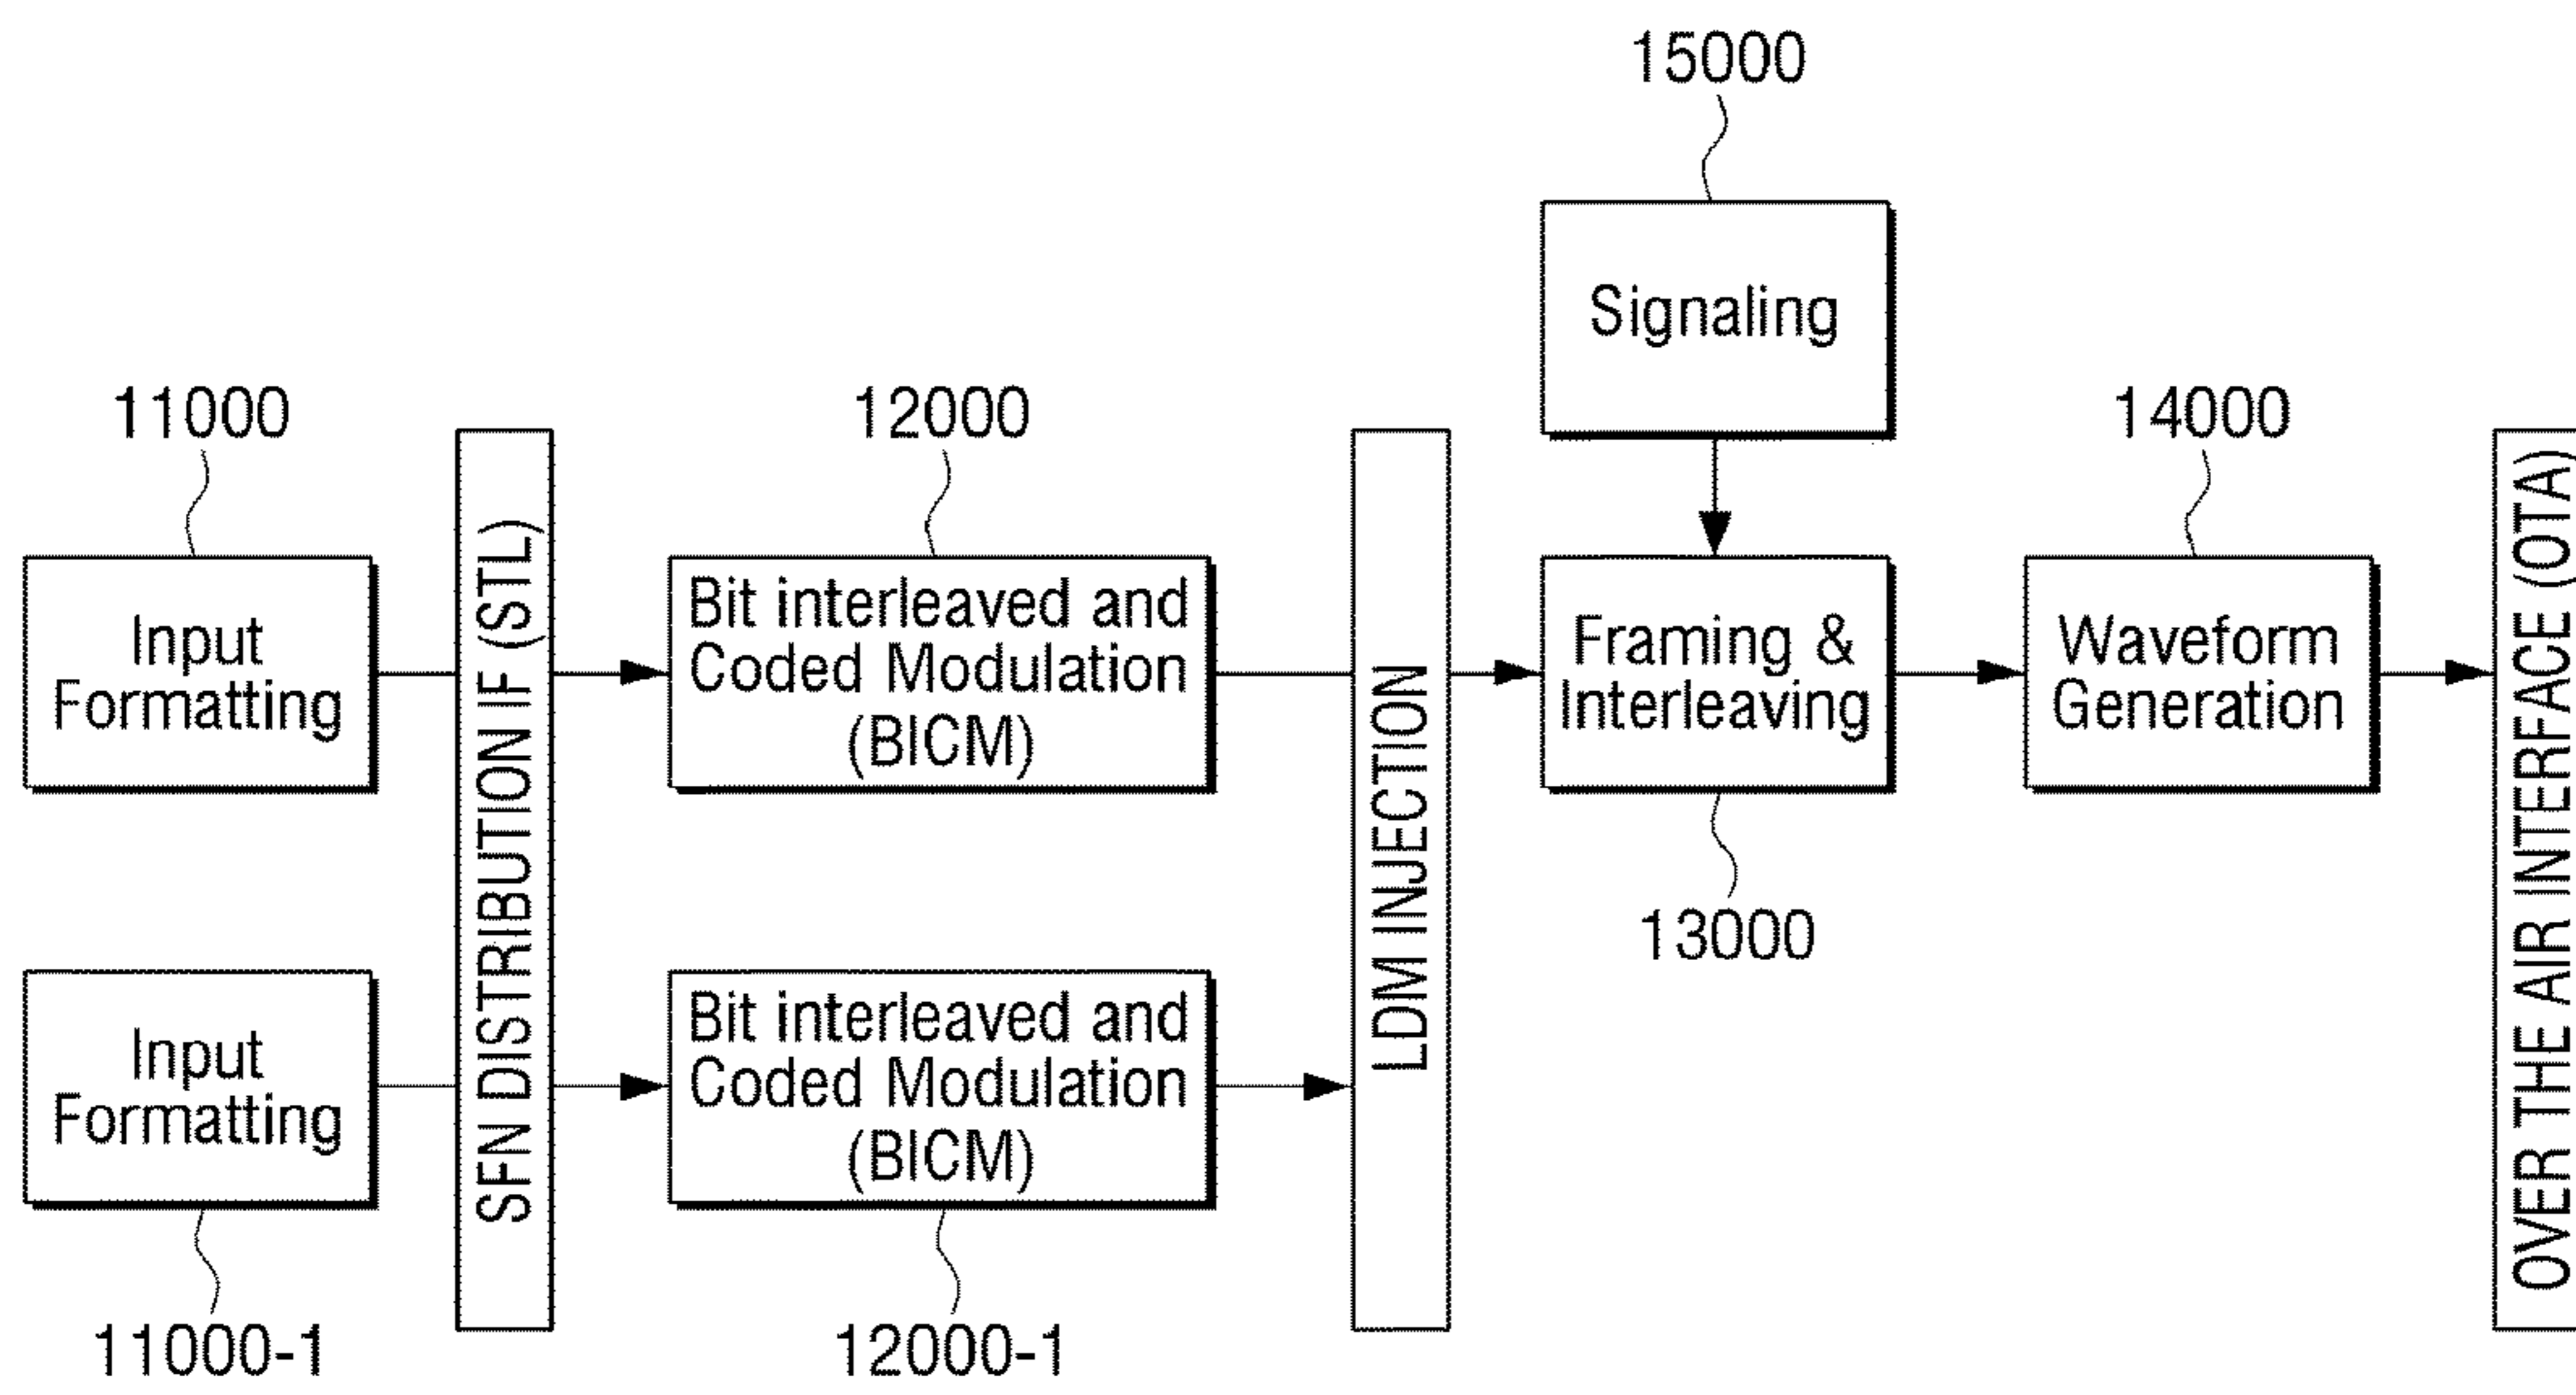 15000
Signaling
11000
12000
14000
Input
Formatting
SFN DISTRIBUTION IF (STL)
Bit interleaved and
Coded Modulation
(BICM)
LDM INJECTION
Framing &
Interleaving
Waveform
Generation
OVER THE AIR INTERFACE (OTA)
13000
Input
Formatting
Bit interleaved and
Coded Modulation
(BICM)
11000-1
12000-1